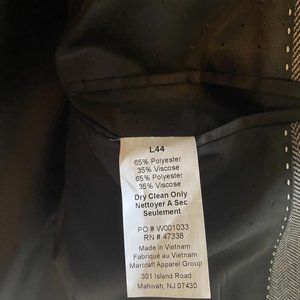 L44
65% Polyester
35% Viscose
65% Polyester
35% Viscose
Dry Clean Only
Nettoyer A Sec
Seulement
PO # W001033
RN # 47338
Made in Vietnam
Fabriqué au Vietnam
Marcraft Apparel Group
301 Island Road
Mahwah, NJ 07430